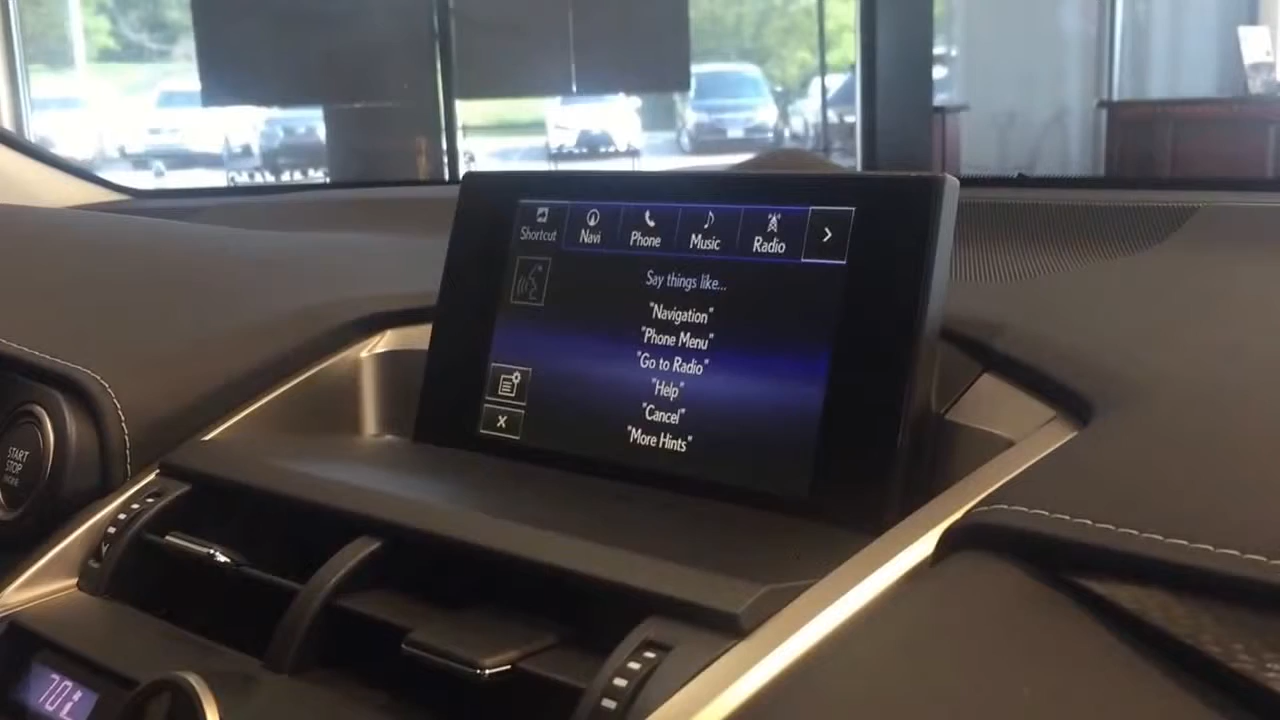 Shortcut
Navi
Phone
Music
Radio
Say things like...
"Navigation"
"Phone Menu"
"Go to Radio"
"Help"
"Cancel"
"More Hints"
X
START
STOP
70